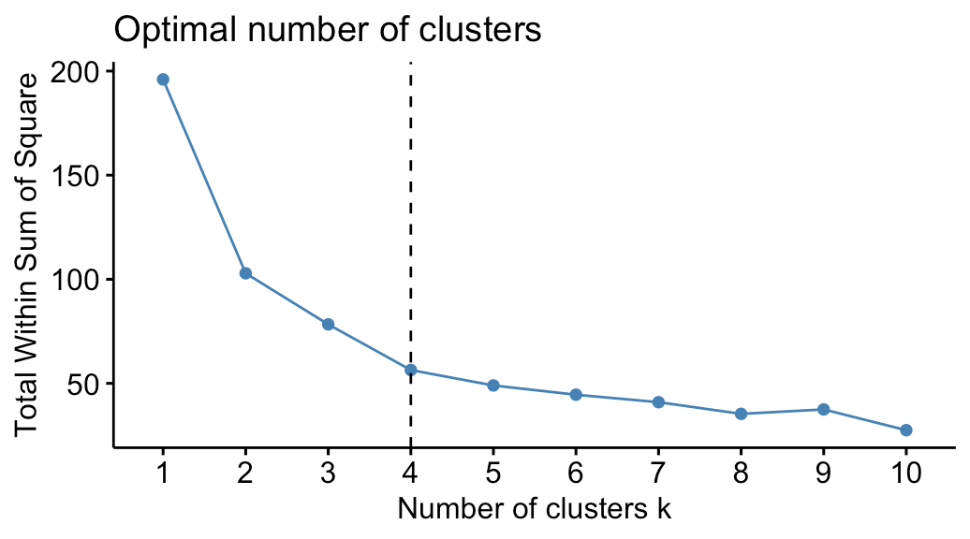 Optimal number of clusters
Total Within Sum of Square
200
150
100
50
1 2 3 4 5 6 7 8 9 10
Number of clusters k